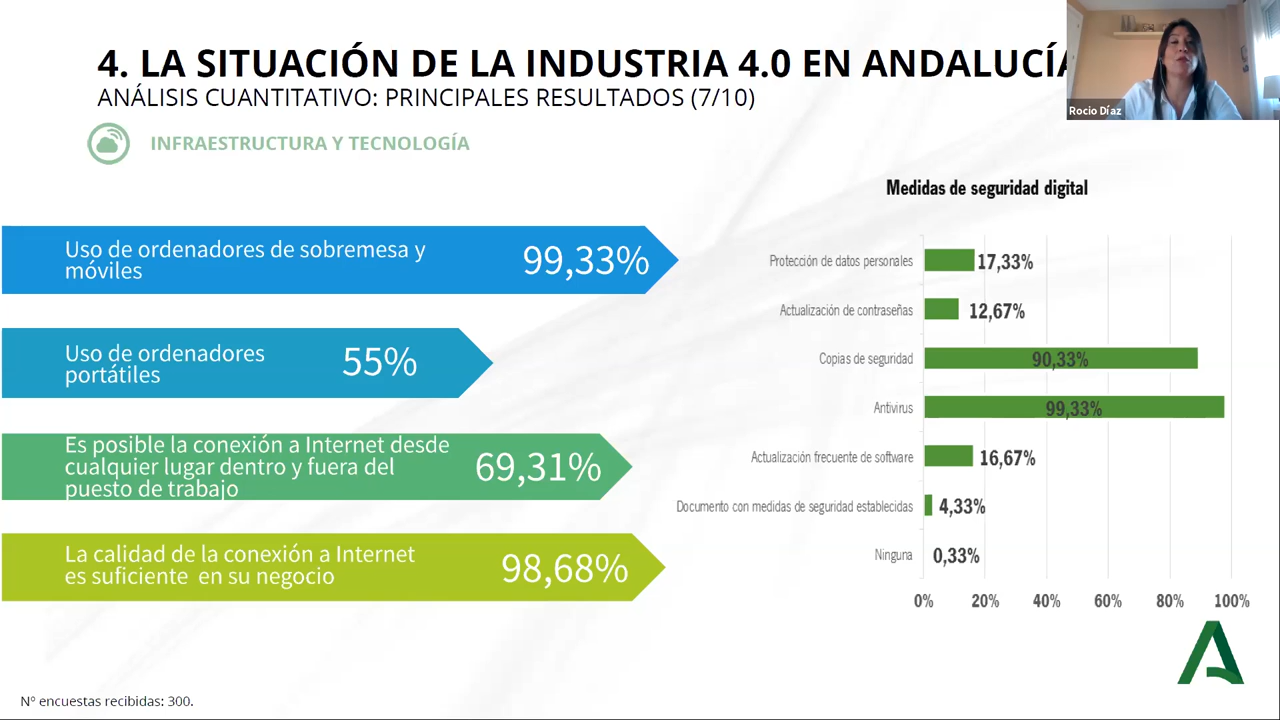 4. LA SITUACIÓN DE LA INDUSTRIA 4.0 EN ANDALUCÍA
ANÁLISIS CUANTITATIVO: PRINCIPALES RESULTADOS (7/10)
Rocio Díaz
INFRAESTRUCTURA Y TECNOLOGÍA
Uso de ordenadores de sobremesa y
móviles
99,33%
Uso de ordenadores
portátiles
55%
Es posible la conexión a Internet desde
cualquier lugar dentro y fuera del
puesto de trabajo
69,31%
La calidad de la conexión a Internet
es suficiente en su negocio
98,68%
Medidas de seguridad digital
Protección de datos personales 17,33%
Actualización de contraseñas 12,67%
Copias de seguridad 90,33%
Antivirus 99,33%
Actualización frecuente de software 16,67%
Documento con medidas de seguridad establecidas 4,33%
Ninguna 0,33%
0% 20% 40% 60% 80% 100%
Nº encuestas recibidas: 300.